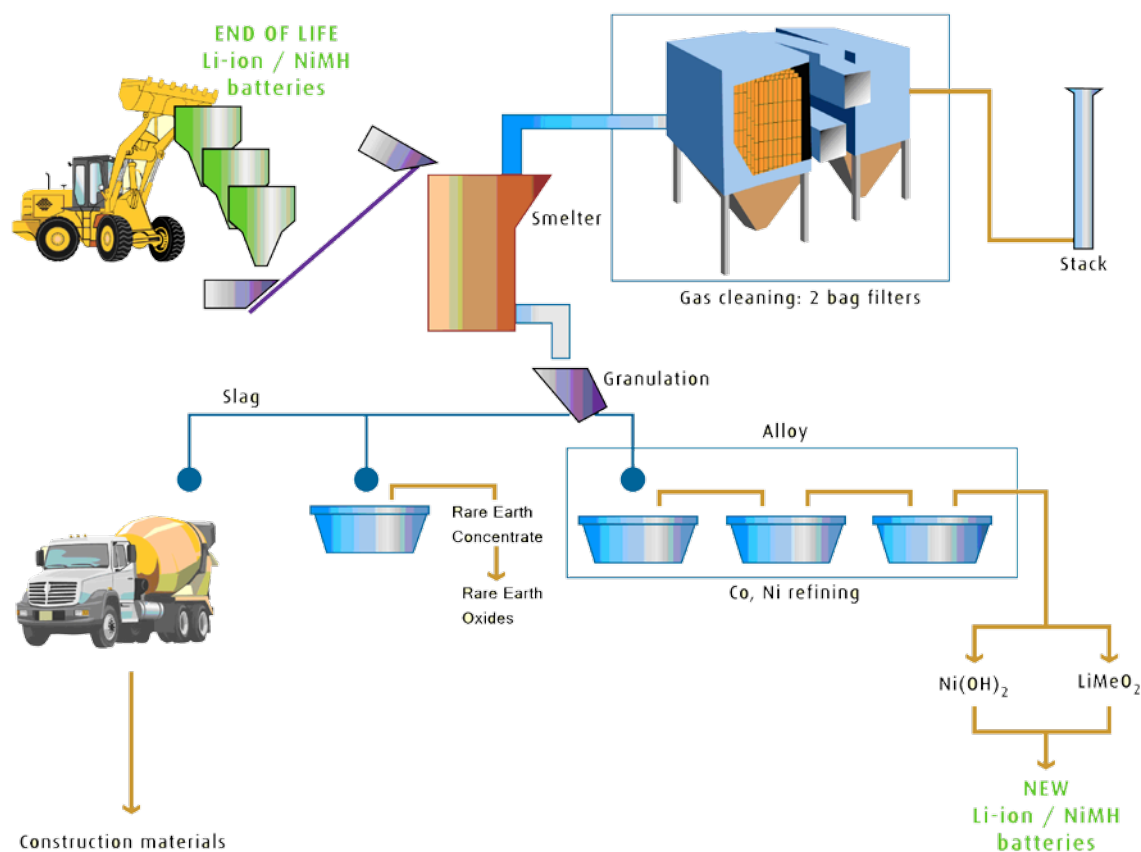 END OF LIFE
Li-ion / NiMH
batteries
Smelter
Stack
Gas cleaning: 2 bag filters
Granulation
Slag
Alloy
Rare Earth
Concentrate
Rare Earth
Oxides
Co, Ni refining
Ni(OH)₂
LiMeO₂
NEW
Li-ion / NiMH
batteries
Construction materials